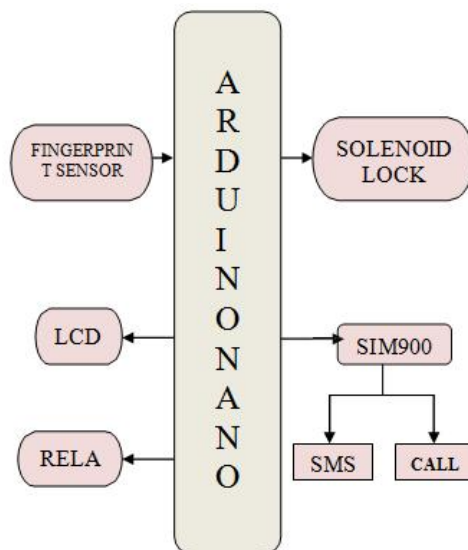 FINGERPRIN
T SENSOR
LCD
RELA
A
R
D
U
I
N
O
N
A
N
O
SOLENOID
LOCK
SIM900
SMS
CALL